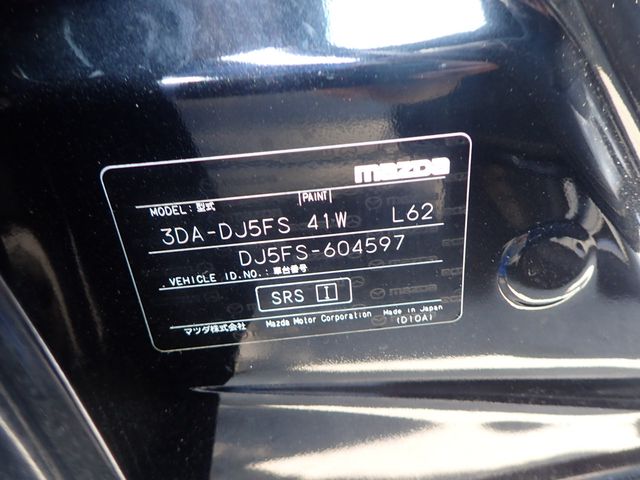 mazda
MODEL: 型式 PAINT
3DA-DJ5FS 41W L62
DJ5FS-604597
VEHICLE ID.NO.: 車台番号
SRS I
マツダ株式会社 Mazda Motor Corporation Made in Japan
(D10A)